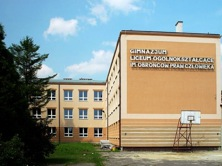 GIMNAZJUM
LICEUM OGÓLNOKSZTAŁCĄCE
IM. OBROŃCÓW PRAW CZŁOWIEKA